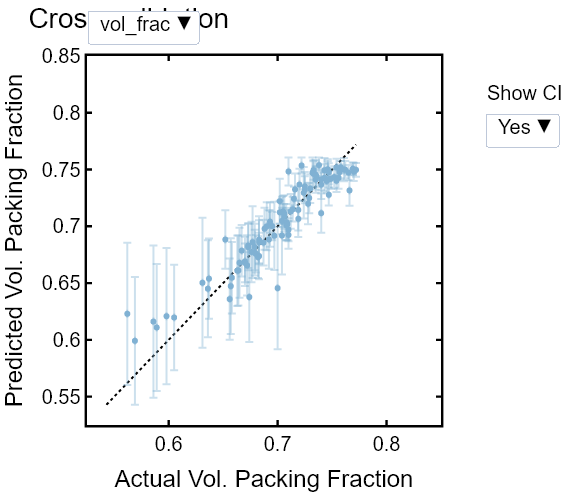 Cross
vol_frac ▼
0.85
0.8
0.75
0.7
0.65
0.6
0.55
0.6 0.7 0.8
Predicted Vol. Packing Fraction
Actual Vol. Packing Fraction
Show CI
Yes ▼